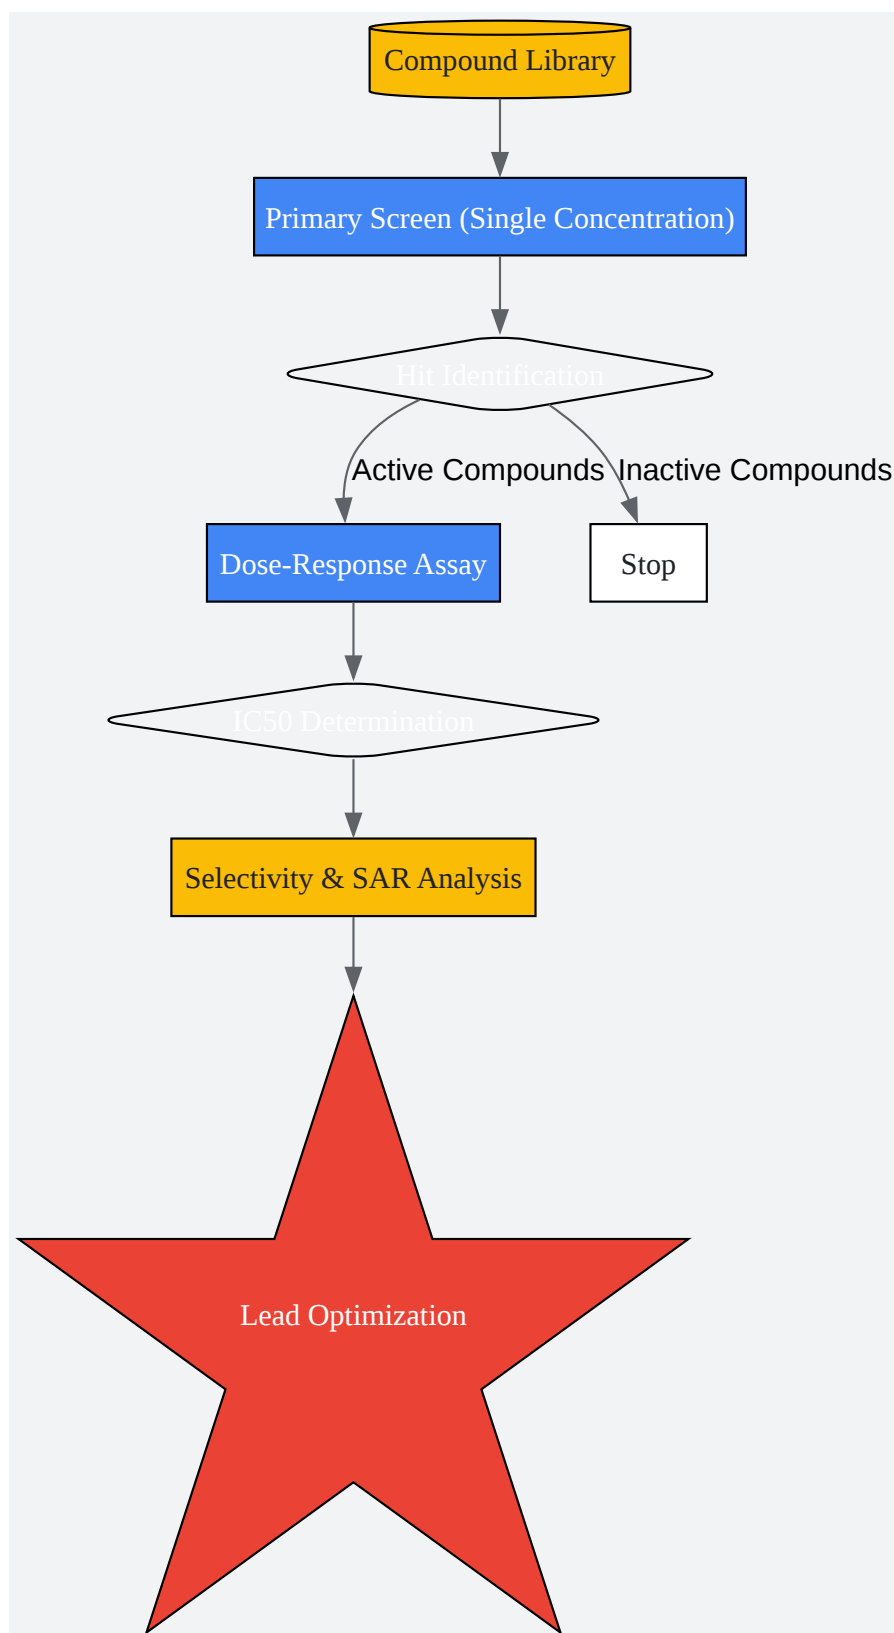 Compound Library
Primary Screen (Single Concentration)
Hit Identification
Active Compounds
Inactive Compounds
Dose-Response Assay
Stop
IC50 Determination
Selectivity & SAR Analysis
Lead Optimization